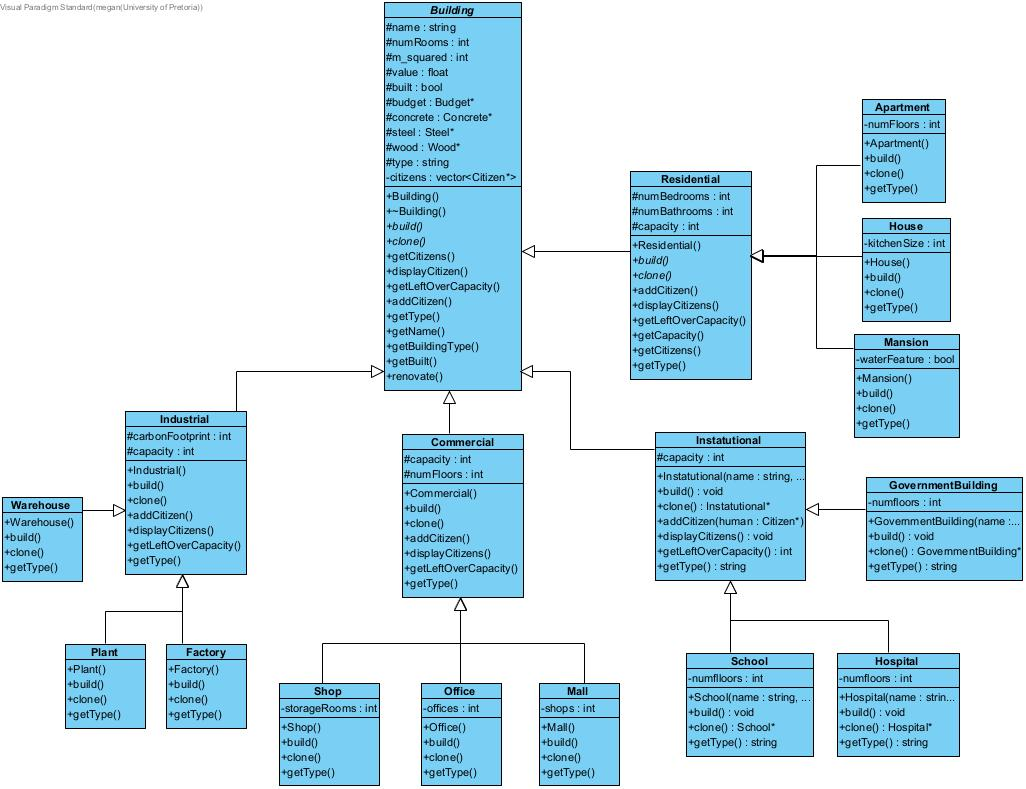 Visual Paradigm Standard(megan(University of Pretoria))
Building
#name : string
#numRooms : int
#m_squared : int
#value : float
#built : bool
#budget : Budget*
#concrete : Concrete*
#steel : Steel*
#wood : Wood*
#type : string
-citizens : vector<Citizen*>
+Building()
+~Building()
+build()
+clone()
+getCitizens()
+displayCitizen()
+getLeftOverCapacity()
+addCitizen()
+getType()
+getName()
+getBuildingType()
+getBuilt()
+renovate()
Residential
#numBedrooms : int
#numBathrooms : int
#capacity : int
+Residential()
+build()
+clone()
+addCitizen()
+displayCitizens()
+getLeftOverCapacity()
+getCapacity()
+getCitizens()
+getType()
Apartment
-numFloors : int
+Apartment()
+build()
+clone()
+getType()
House
-kitchenSize : int
+House()
+build()
+clone()
+getType()
Mansion
-waterFeature : bool
+Mansion()
+build()
+clone()
+getType()
Industrial
#carbonFootprint : int
#capacity : int
+Industrial()
+build()
+clone()
+addCitizen()
+displayCitizens()
+getLeftOverCapacity()
+getType()
Warehouse
+Warehouse()
+build()
+clone()
+getType()
Commercial
#capacity : int
#numFloors : int
+Commercial()
+build()
+clone()
+addCitizen()
+displayCitizens()
+getLeftOverCapacity()
+getType()
Instatutional
#capacity : int
+Instatutional(name : string, ...
+build() : void
+clone() : Instatutional*
+addCitizen(human : Citizen*)
+displayCitizens() : void
+getLeftOverCapacity() : int
+getType() : string
GovernmentBuilding
-numfloors : int
+GovernmentBuilding(name :...
+build() : void
+clone() : GovernmentBuilding*
+getType() : string
Plant
+Plant()
+build()
+clone()
+getType()
Factory
+Factory()
+build()
+clone()
+getType()
Shop
-storageRooms : int
+Shop()
+build()
+clone()
+getType()
Office
-offices : int
+Office()
+build()
+clone()
+getType()
Mall
-shops : int
+Mall()
+build()
+clone()
+getType()
School
-numfloors : int
+School(name : string, ...
+build() : void
+clone() : School*
+getType() : string
Hospital
-numfloors : int
+Hospital(name : strin...
+build() : void
+clone() : Hospital*
+getType() : string